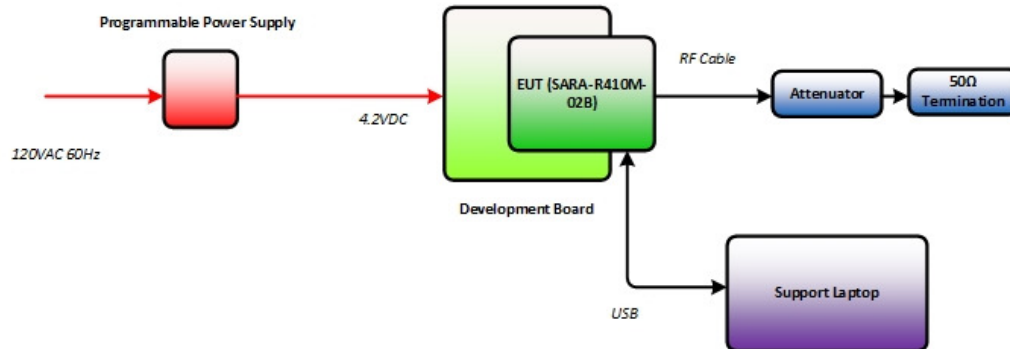 Programmable Power Supply
120VAC 60Hz
4.2VDC
EUT (SARA-R410M-
02B)
Development Board
RF Cable
Attenuator
50Ω
Termination
USB
Support Laptop